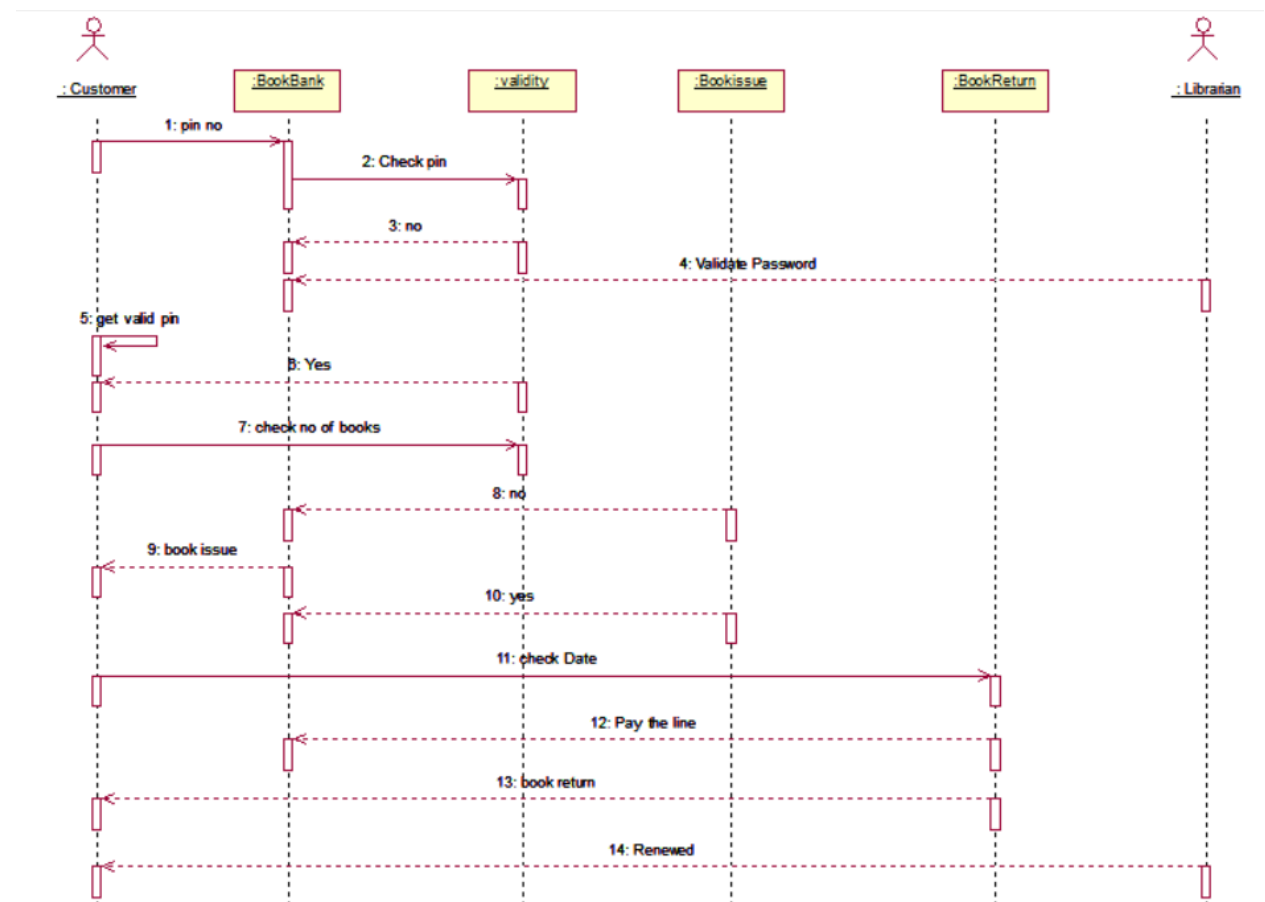 : Customer
:BookBank
:validity
:Bookissue
:BookReturn
: Librarian
1: pin no
2: Check pin
3: no
4: Validate Password
5: get valid pin
6: Yes
7: check no of books
8: no
9: book issue
10: yes
11: check Date
12: Pay the line
13: book return
14: Renewed